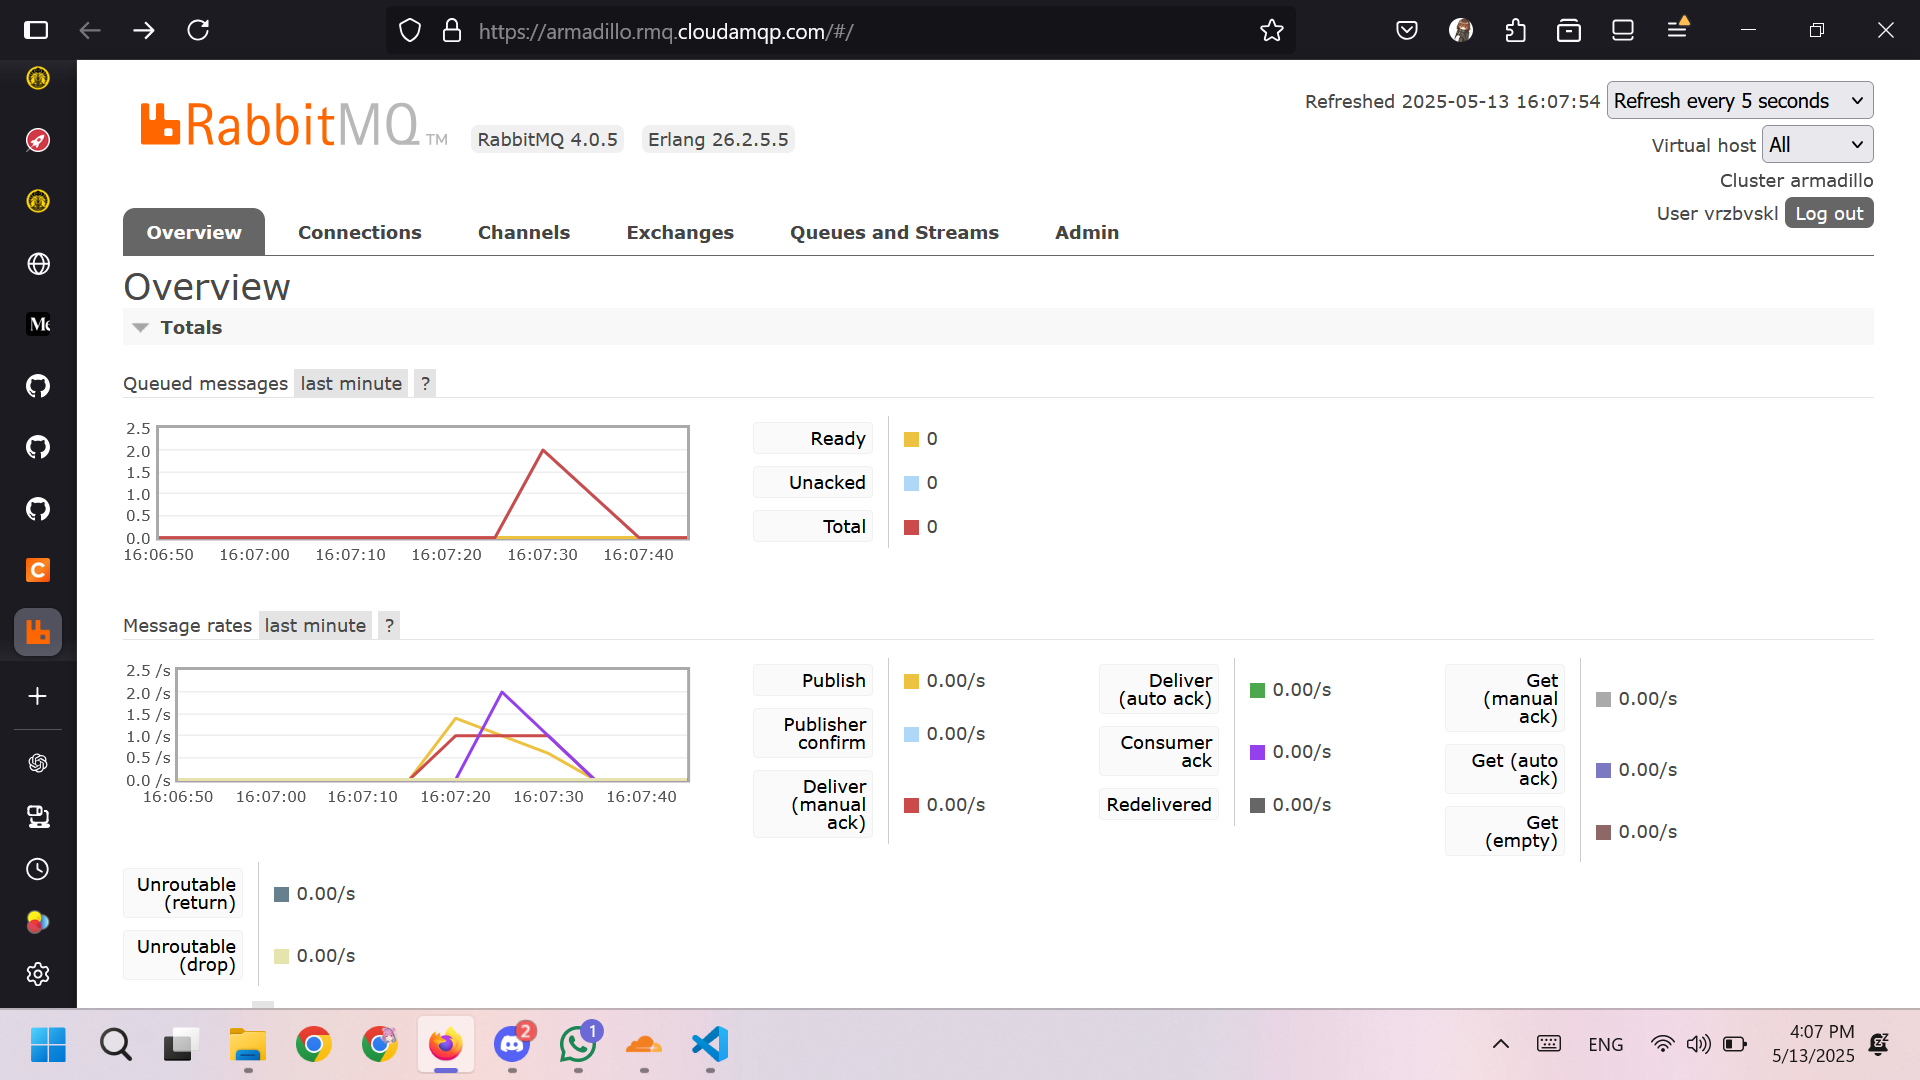 https://armadillo.rmq.cloudamqp.com/#/
RabbitMQ TM
RabbitMQ 4.0.5
Erlang 26.2.5.5
Refreshed 2025-05-13 16:07:54
Refresh every 5 seconds
Virtual host
All
Cluster armadillo
User vrzbvskl
Log out
Overview
Connections
Channels
Exchanges
Queues and Streams
Admin
Overview
Totals
Queued messages
last minute
?
2.5
2.0
1.5
1.0
0.5
0.0
16:06:50
16:07:00
16:07:10
16:07:20
16:07:30
16:07:40
Ready
0
Unacked
0
Total
0
Message rates
last minute
?
2.5 /s
2.0 /s
1.5 /s
1.0 /s
0.5 /s
0.0 /s
16:06:50
16:07:00
16:07:10
16:07:20
16:07:30
16:07:40
Publish
0.00/s
Publisher
confirm
0.00/s
Deliver
(manual
ack)
0.00/s
Deliver
(auto ack)
0.00/s
Consumer
ack
0.00/s
Redelivered
0.00/s
Get
(manual
ack)
0.00/s
Get (auto
ack)
0.00/s
Get
(empty)
0.00/s
Unroutable
(return)
0.00/s
Unroutable
(drop)
0.00/s
2
1
ENG
4:07 PM
5/13/2025